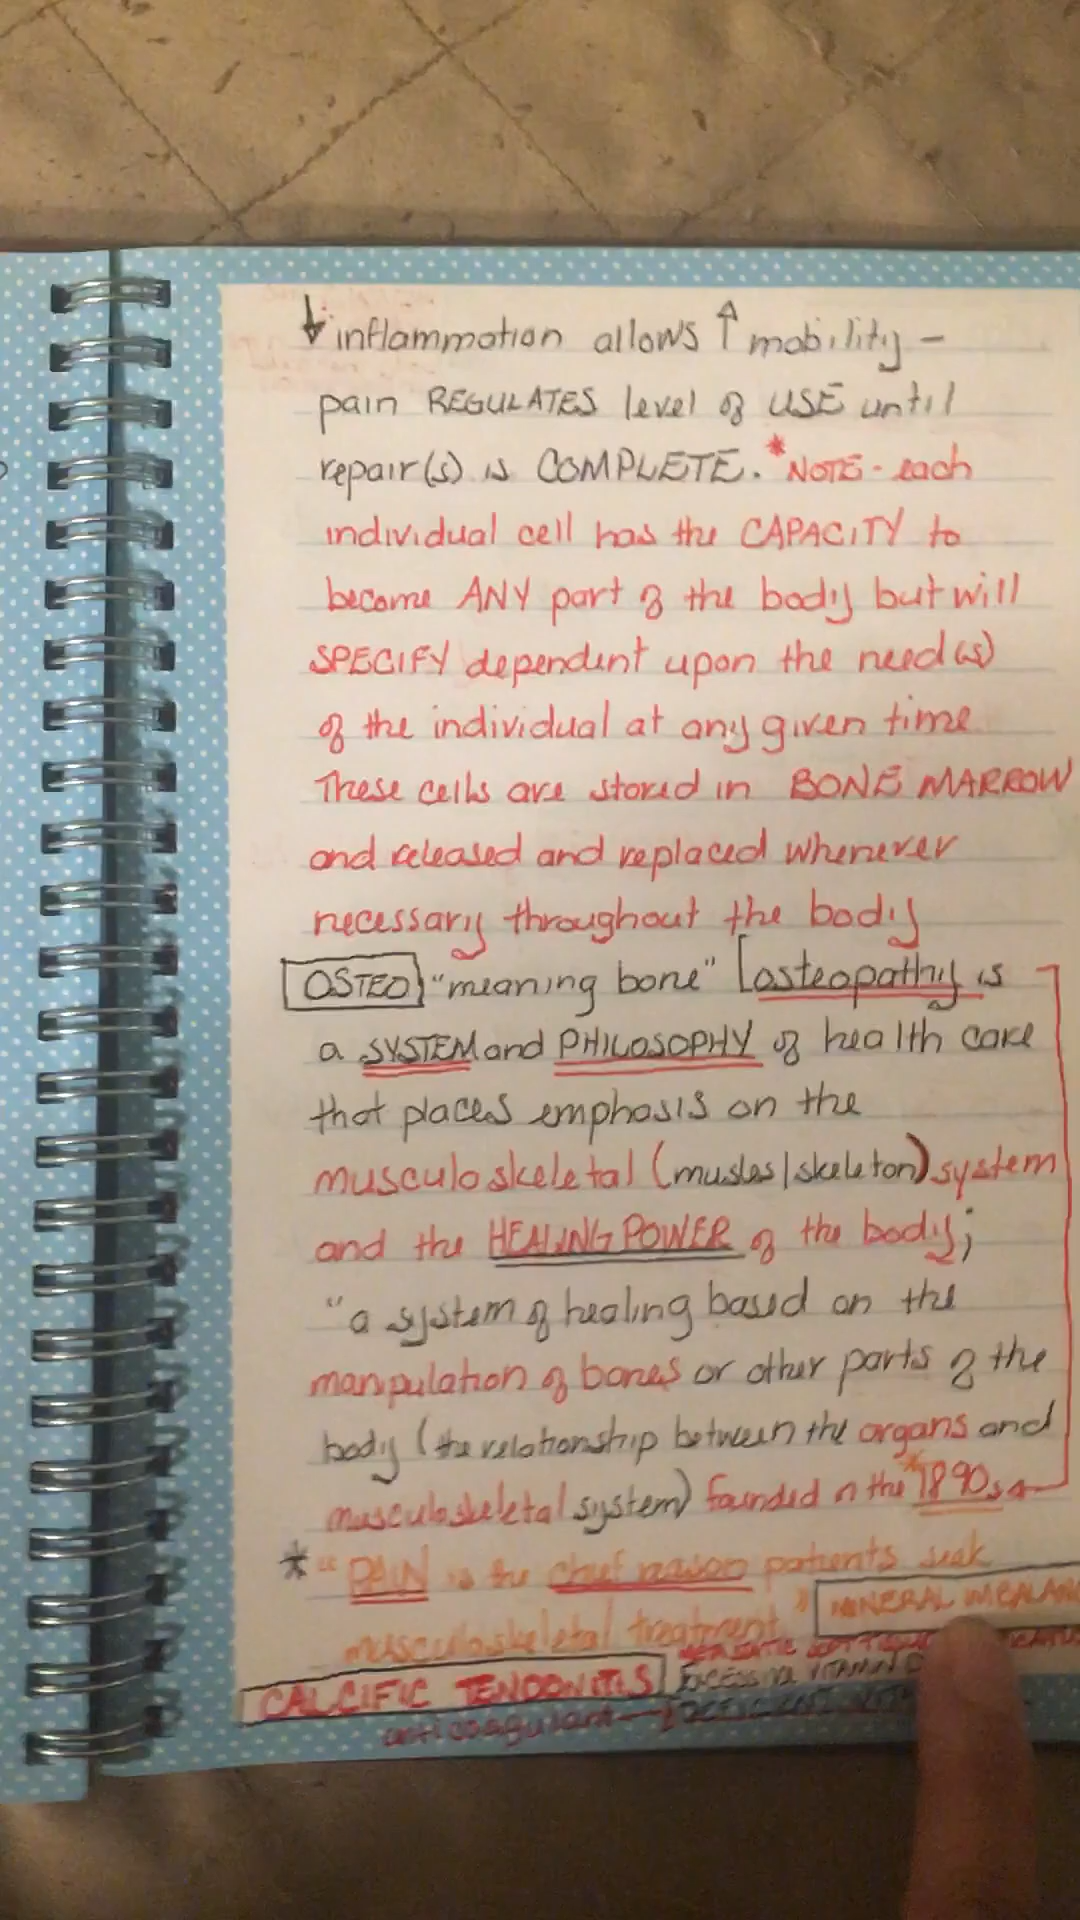 ↓ inflammation allows ↑ mobility -
pain REGULATES level of USE until
repair(s) is COMPLETE. *NOTE - each
individual cell has the CAPACITY to
become ANY part of the body but will
SPECIFY dependent upon the need(s)
of the individual at any given time
These cells are stored in BONE MARROW
and released and replaced whenever
necessary throughout the body
OSTEO "meaning bone" [osteopathy is
a SYSTEM and PHILOSOPHY of health care
that places emphasis on the
musculoskeletal (musles/skeleton) system
and the HEALING POWER of the body;
"a system of healing based on the
manipulation of bones or other parts of the
body (the relationship between the organs and
musculoskeletal system) founded n the *1890s
* "PAIN is the chief reason patients seek
musculoskeletal treatment" MINERAL IMBALANC
CALCIFIC TENDONITIS EXCESSIVE VITAMIN D
anticoagulant DEFICIENT